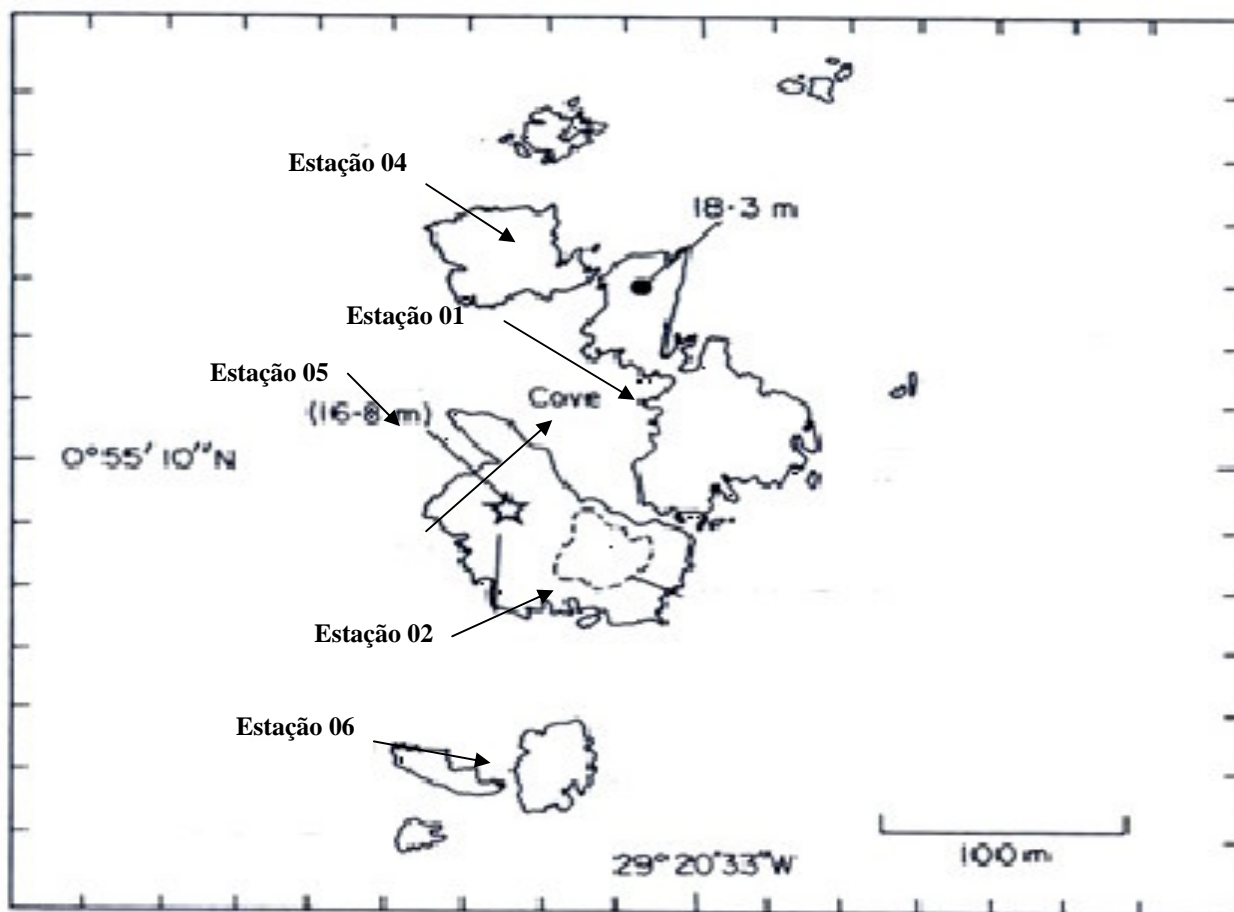 Estação 04
18·3 m
Estação 01
Estação 05
Cove
(16·8 m)
0°55' 10"N
Estação 02
Estação 06
29° 20'33"W
100 m